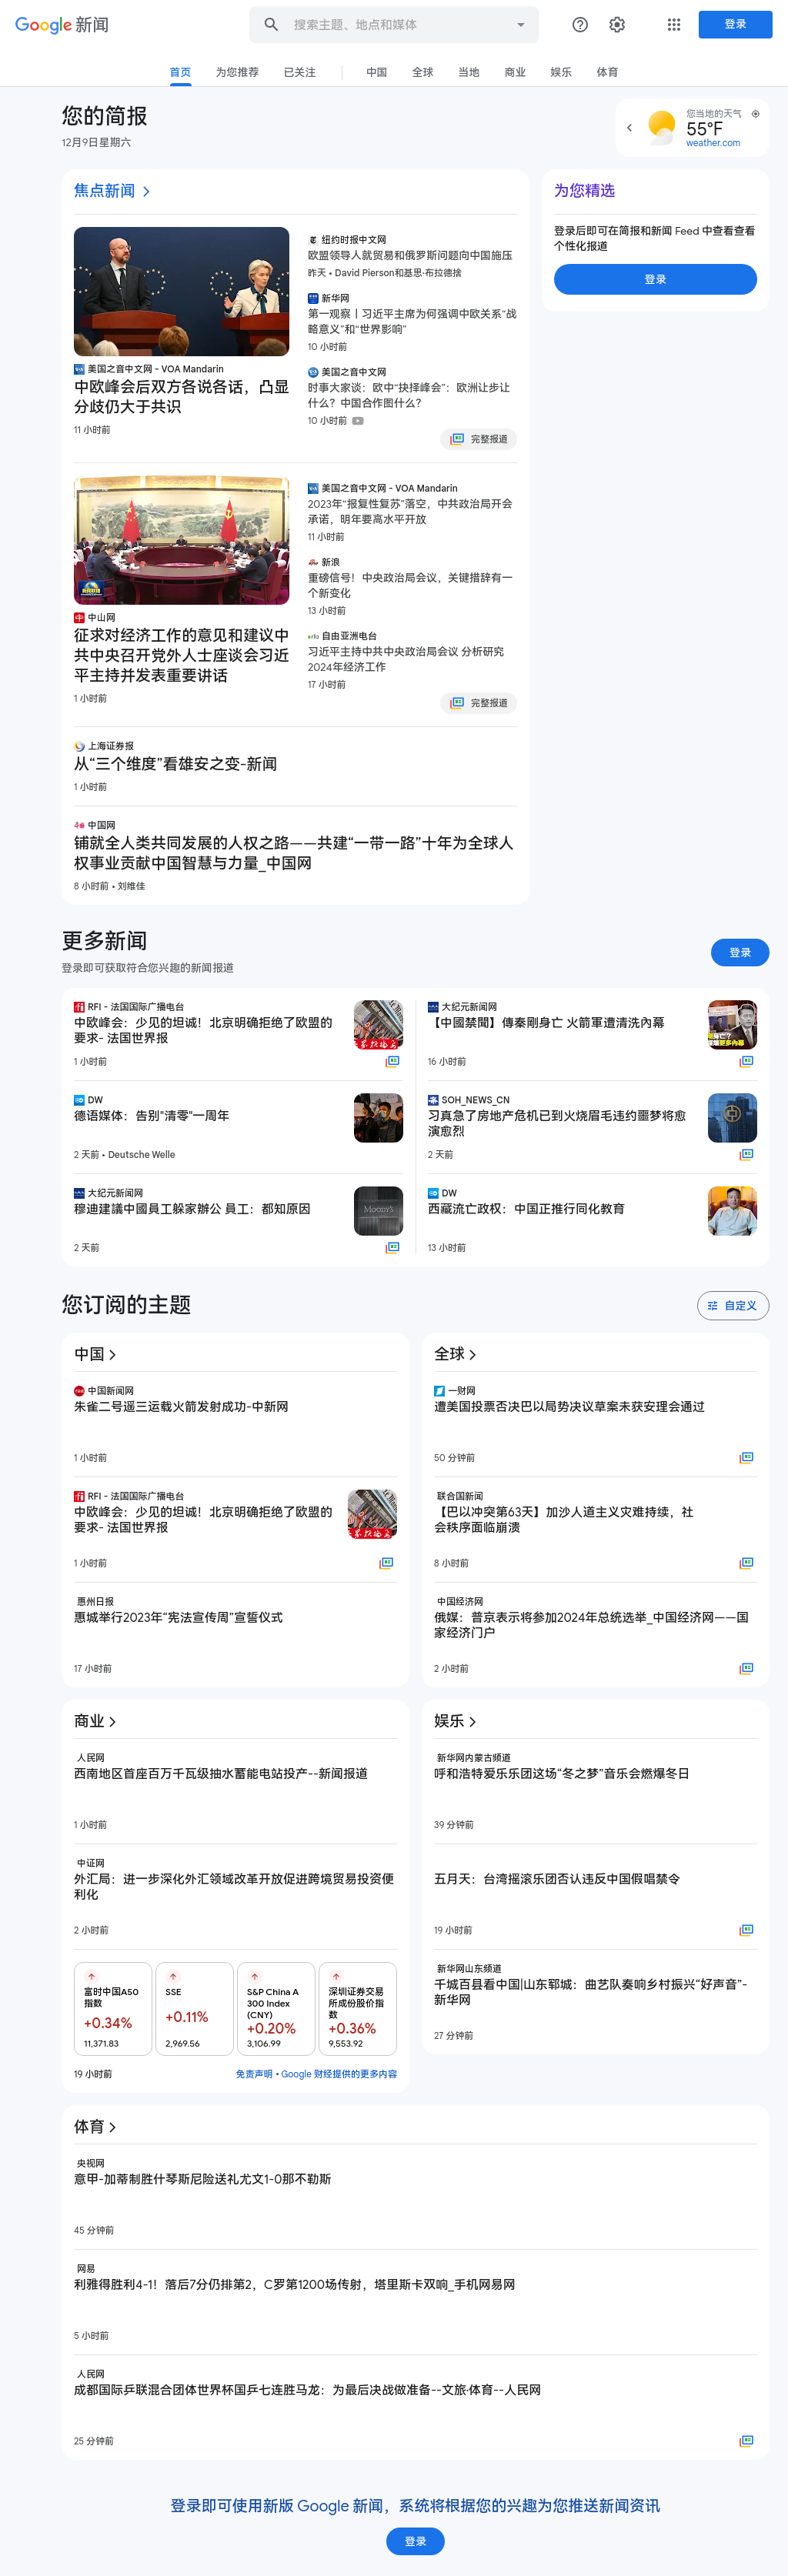 Google 新闻
搜索主题、地点和媒体
登录
首页
为您推荐
已关注
中国
全球
当地
商业
娱乐
体育
您的简报
12月9日星期六
您当地的天气
55°F
weather.com
焦点新闻
美国之音中文网 - VOA Mandarin
中欧峰会后双方各说各话，凸显
分歧仍大于共识
11 小时前
纽约时报中文网
欧盟领导人就贸易和俄罗斯问题向中国施压
昨天 • David Pierson和基思·布拉德捨
新华网
第一观察丨习近平主席为何强调中欧关系“战
略意义”和“世界影响”
10 小时前
美国之音中文网
时事大家谈：欧中“抉择峰会”：欧洲让步让
什么？中国合作图什么？
10 小时前
完整报道
中山网
征求对经济工作的意见和建议中
共中央召开党外人士座谈会习近
平主持并发表重要讲话
1 小时前
美国之音中文网 - VOA Mandarin
2023年“报复性复苏”落空，中共政治局开会
承诺，明年要高水平开放
11 小时前
新浪
重磅信号！中央政治局会议，关键措辞有一
个新变化
13 小时前
自由亚洲电台
习近平主持中共中央政治局会议 分析研究
2024年经济工作
17 小时前
完整报道
上海证券报
从“三个维度”看雄安之变-新闻
1 小时前
中国网
铺就全人类共同发展的人权之路——共建“一带一路”十年为全球人
权事业贡献中国智慧与力量_中国网
8 小时前 • 刘维佳
为您精选
登录后即可在简报和新闻 Feed 中查看查看
个性化报道
登录
更多新闻
登录即可获取符合您兴趣的新闻报道
登录
RFI - 法国国际广播电台
中欧峰会：少见的坦诚！北京明确拒绝了欧盟的
要求- 法国世界报
1 小时前
大纪元新闻网
【中國禁聞】傳秦剛身亡 火箭軍遭清洗內幕
16 小时前
DW
德语媒体：告别"清零"一周年
2 天前 • Deutsche Welle
SOH_NEWS_CN
习真急了房地产危机已到火烧眉毛违约噩梦将愈
演愈烈
2 天前
大纪元新闻网
穆迪建議中國員工躲家辦公 員工：都知原因
MOODY'S
2 天前
DW
西藏流亡政权：中国正推行同化教育
13 小时前
您订阅的主题
自定义
中国
中国新闻网
朱雀二号遥三运载火箭发射成功-中新网
1 小时前
RFI - 法国国际广播电台
中欧峰会：少见的坦诚！北京明确拒绝了欧盟的
要求- 法国世界报
1 小时前
惠州日报
惠城举行2023年“宪法宣传周”宣誓仪式
17 小时前
全球
一财网
遭美国投票否决巴以局势决议草案未获安理会通过
50 分钟前
联合国新闻
【巴以冲突第63天】加沙人道主义灾难持续，社
会秩序面临崩溃
8 小时前
中国经济网
俄媒：普京表示将参加2024年总统选举_中国经济网——国
家经济门户
2 小时前
商业
人民网
西南地区首座百万千瓦级抽水蓄能电站投产--新闻报道
1 小时前
中证网
外汇局：进一步深化外汇领域改革开放促进跨境贸易投资便
利化
2 小时前
富时中国A50
指数
+0.34%
11,371.83
SSE
+0.11%
2,969.56
S&P China A
300 Index
(CNY)
+0.20%
3,106.99
深圳证券交易
所成份股价指
数
+0.36%
9,553.92
19 小时前
免责声明 • Google 财经提供的更多内容
娱乐
新华网内蒙古频道
呼和浩特爱乐乐团这场“冬之梦”音乐会燃爆冬日
39 分钟前
五月天：台湾摇滚乐团否认违反中国假唱禁令
19 小时前
新华网山东频道
千城百县看中国|山东郓城：曲艺队奏响乡村振兴“好声音”-
新华网
27 分钟前
体育
央视网
意甲-加蒂制胜什琴斯尼险送礼尤文1-0那不勒斯
45 分钟前
网易
利雅得胜利4-1！落后7分仍排第2，C罗第1200场传射，塔里斯卡双响_手机网易网
5 小时前
人民网
成都国际乒联混合团体世界杯国乒七连胜马龙：为最后决战做准备--文旅·体育--人民网
25 分钟前
登录即可使用新版 Google 新闻，系统将根据您的兴趣为您推送新闻资讯
登录